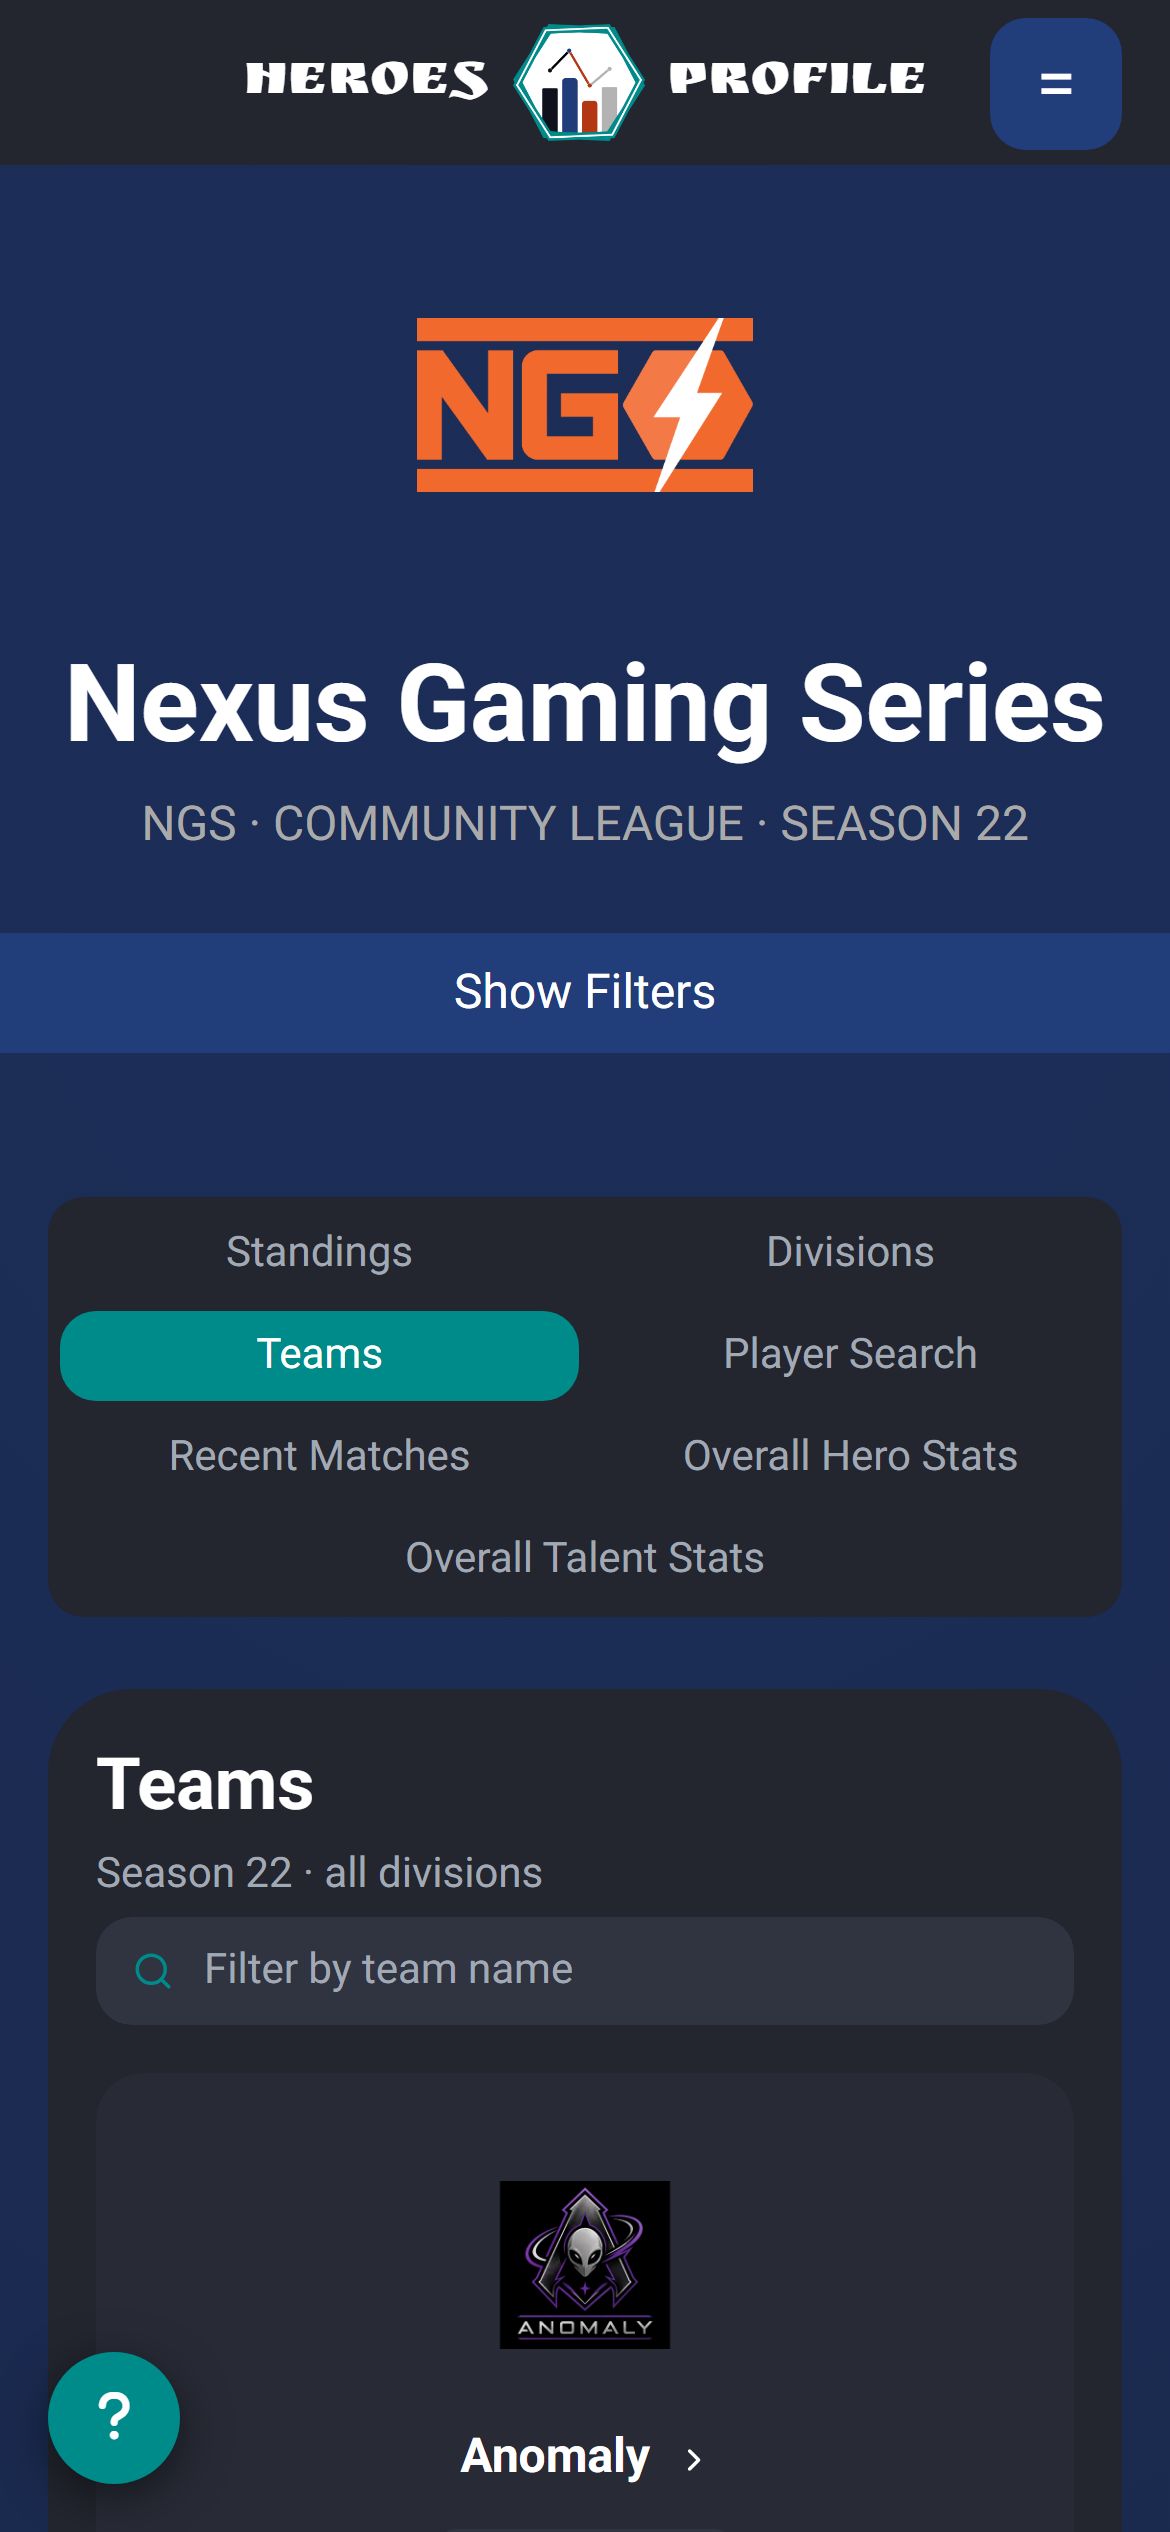 HEROES PROFILE
=
NG
Nexus Gaming Series
NGS · COMMUNITY LEAGUE · SEASON 22
Show Filters
Standings
Divisions
Teams
Player Search
Recent Matches
Overall Hero Stats
Overall Talent Stats
Teams
Season 22 · all divisions
Filter by team name
ANOMALY
Anomaly
?